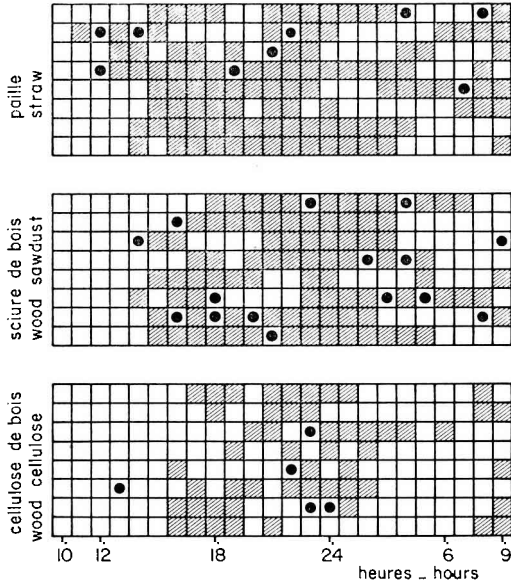 paille
straw
sciure de bois
wood sawdust
cellulose de bois
wood cellulose
10 12 18 24 6 9
heures _ hours